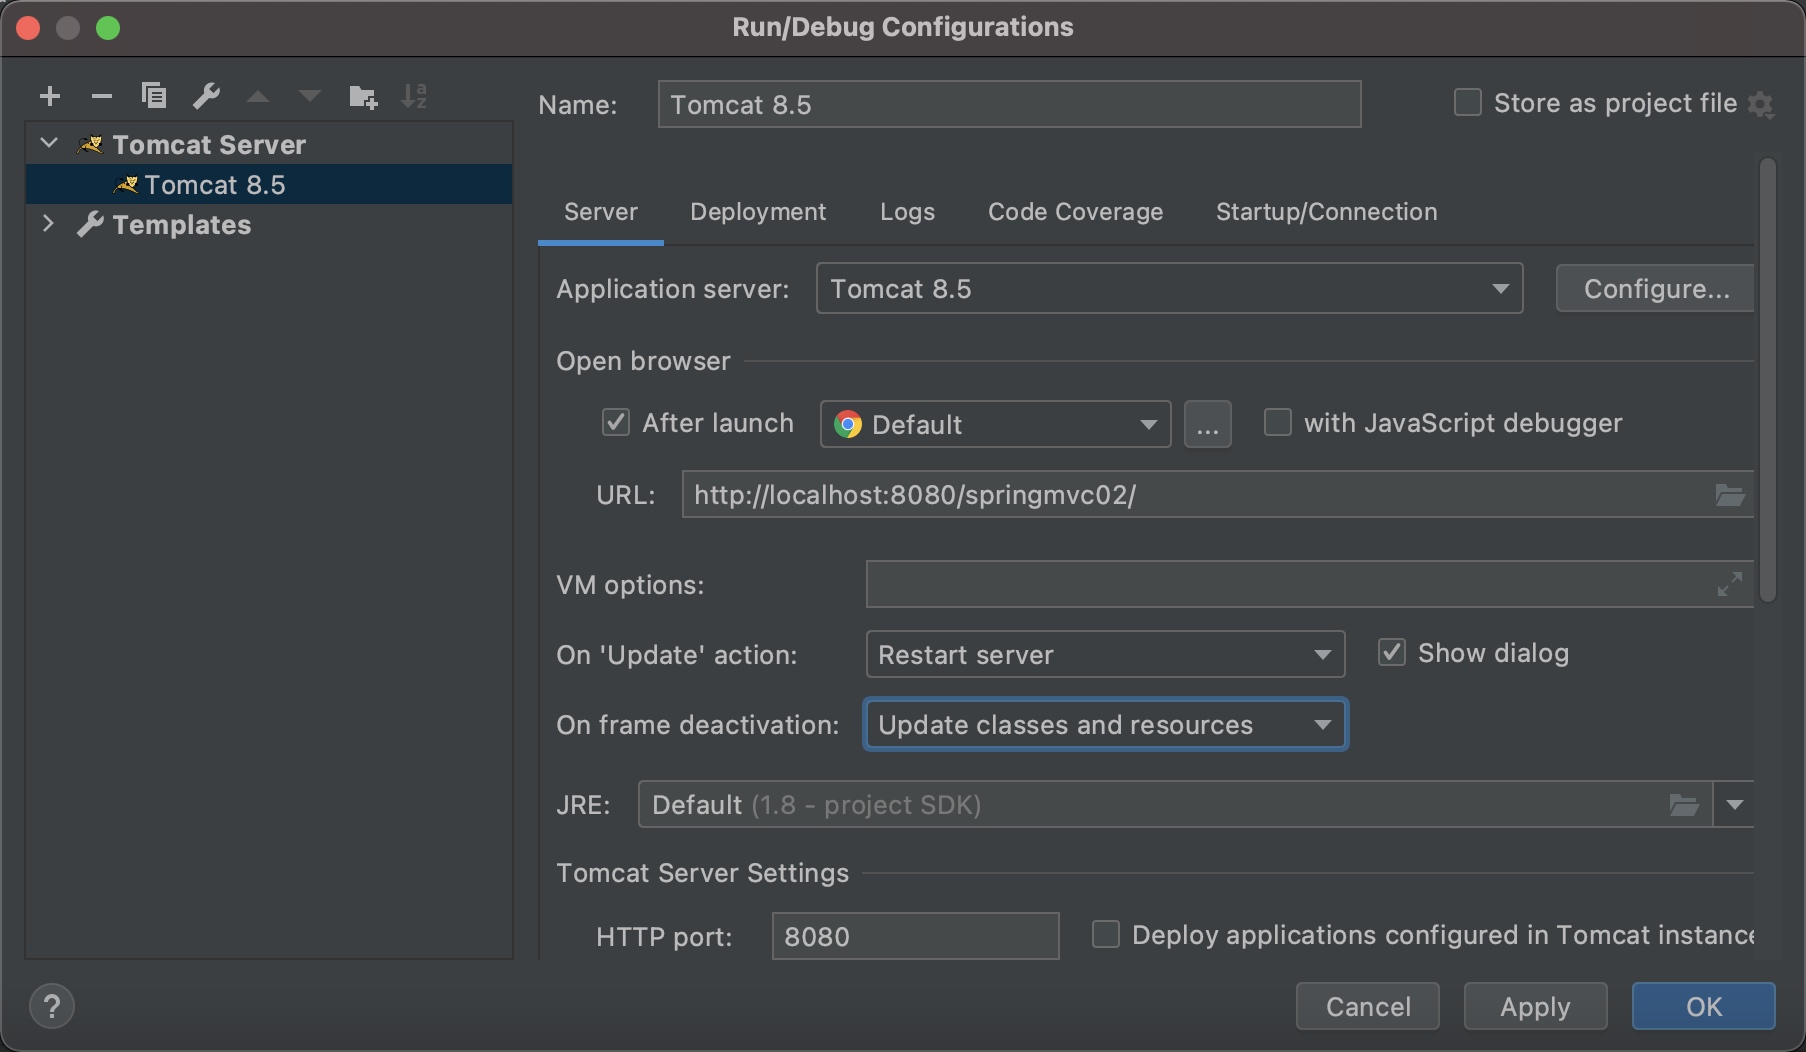 Run/Debug Configurations
Name: Tomcat 8.5 Store as project file
Tomcat Server
Tomcat 8.5
Templates
Server Deployment Logs Code Coverage Startup/Connection
Application server: Tomcat 8.5 Configure...
Open browser
After launch Default ... with JavaScript debugger
URL: http://localhost:8080/springmvc02/
VM options:
On 'Update' action: Restart server Show dialog
On frame deactivation: Update classes and resources
JRE: Default (1.8 - project SDK)
Tomcat Server Settings
HTTP port: 8080 Deploy applications configured in Tomcat instance
? Cancel Apply OK